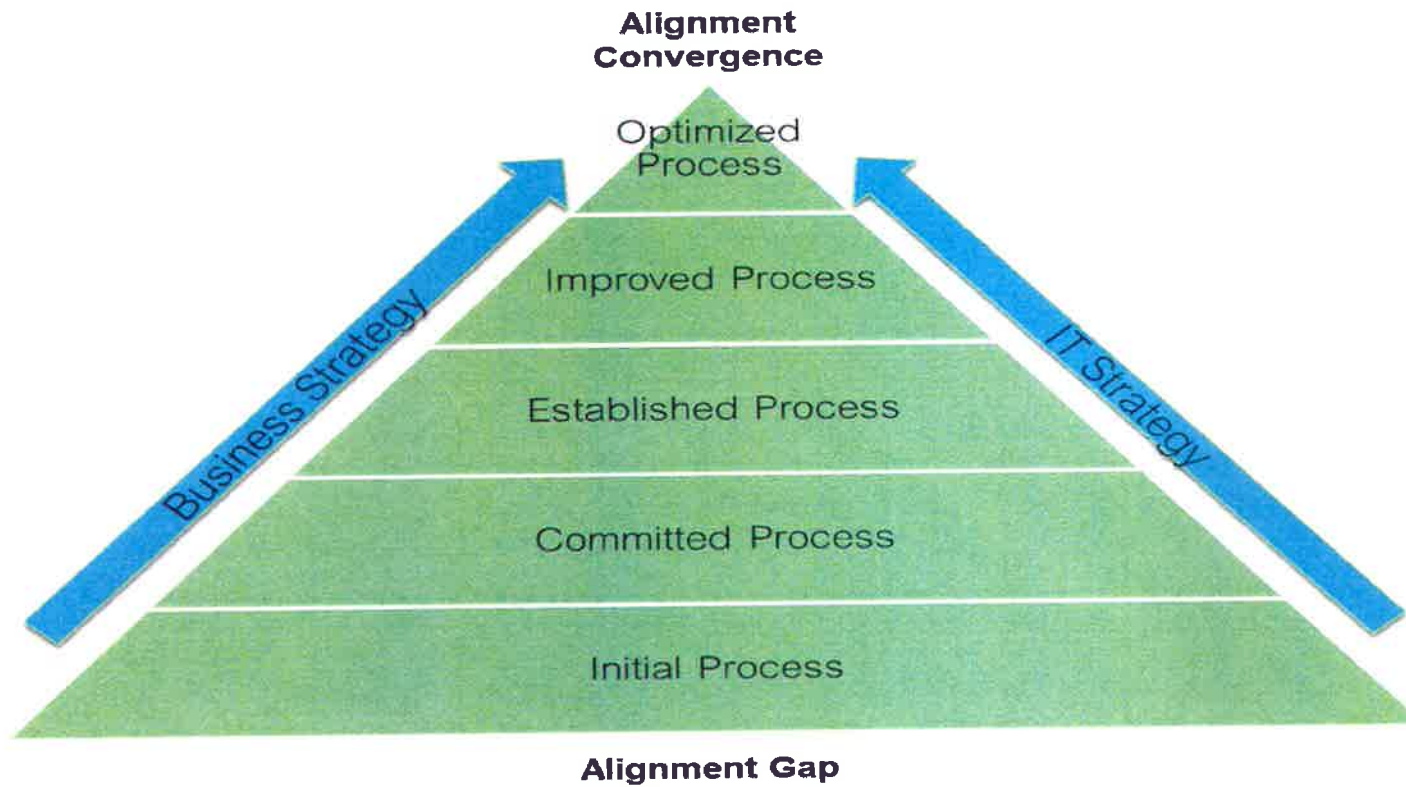 Alignment
Convergence
Optimized
Process
Improved Process
Business Strategy
IT Strategy
Established Process
Committed Process
Initial Process
Alignment Gap